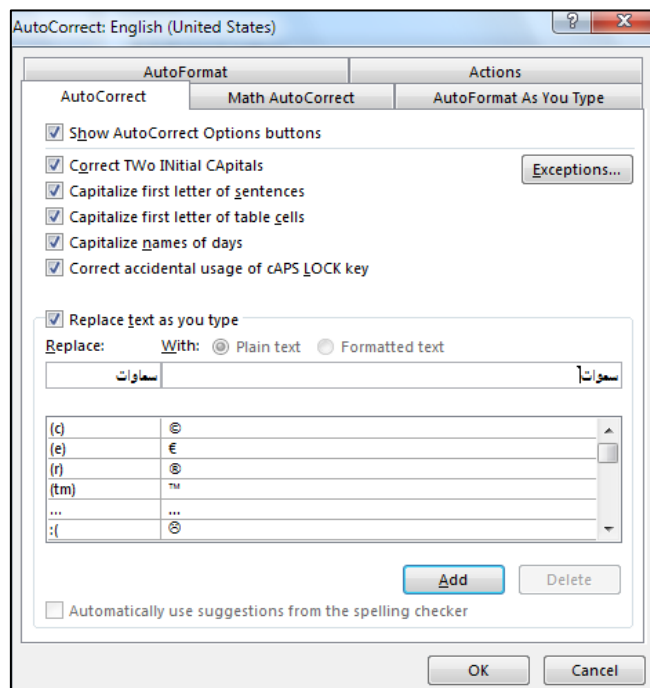 AutoCorrect: English (United States)
AutoFormat Actions
AutoCorrect Math AutoCorrect AutoFormat As You Type
Show AutoCorrect Options buttons
Correct TWo INitial CApitals Exceptions...
Capitalize first letter of sentences
Capitalize first letter of table cells
Capitalize names of days
Correct accidental usage of cAPS LOCK key
Replace text as you type
Replace: With: Plain text Formatted text
سماوات سموات
(c) ©
(e) €
(r) ®
(tm) ™
... ...
:( ☹
Add Delete
Automatically use suggestions from the spelling checker
OK Cancel